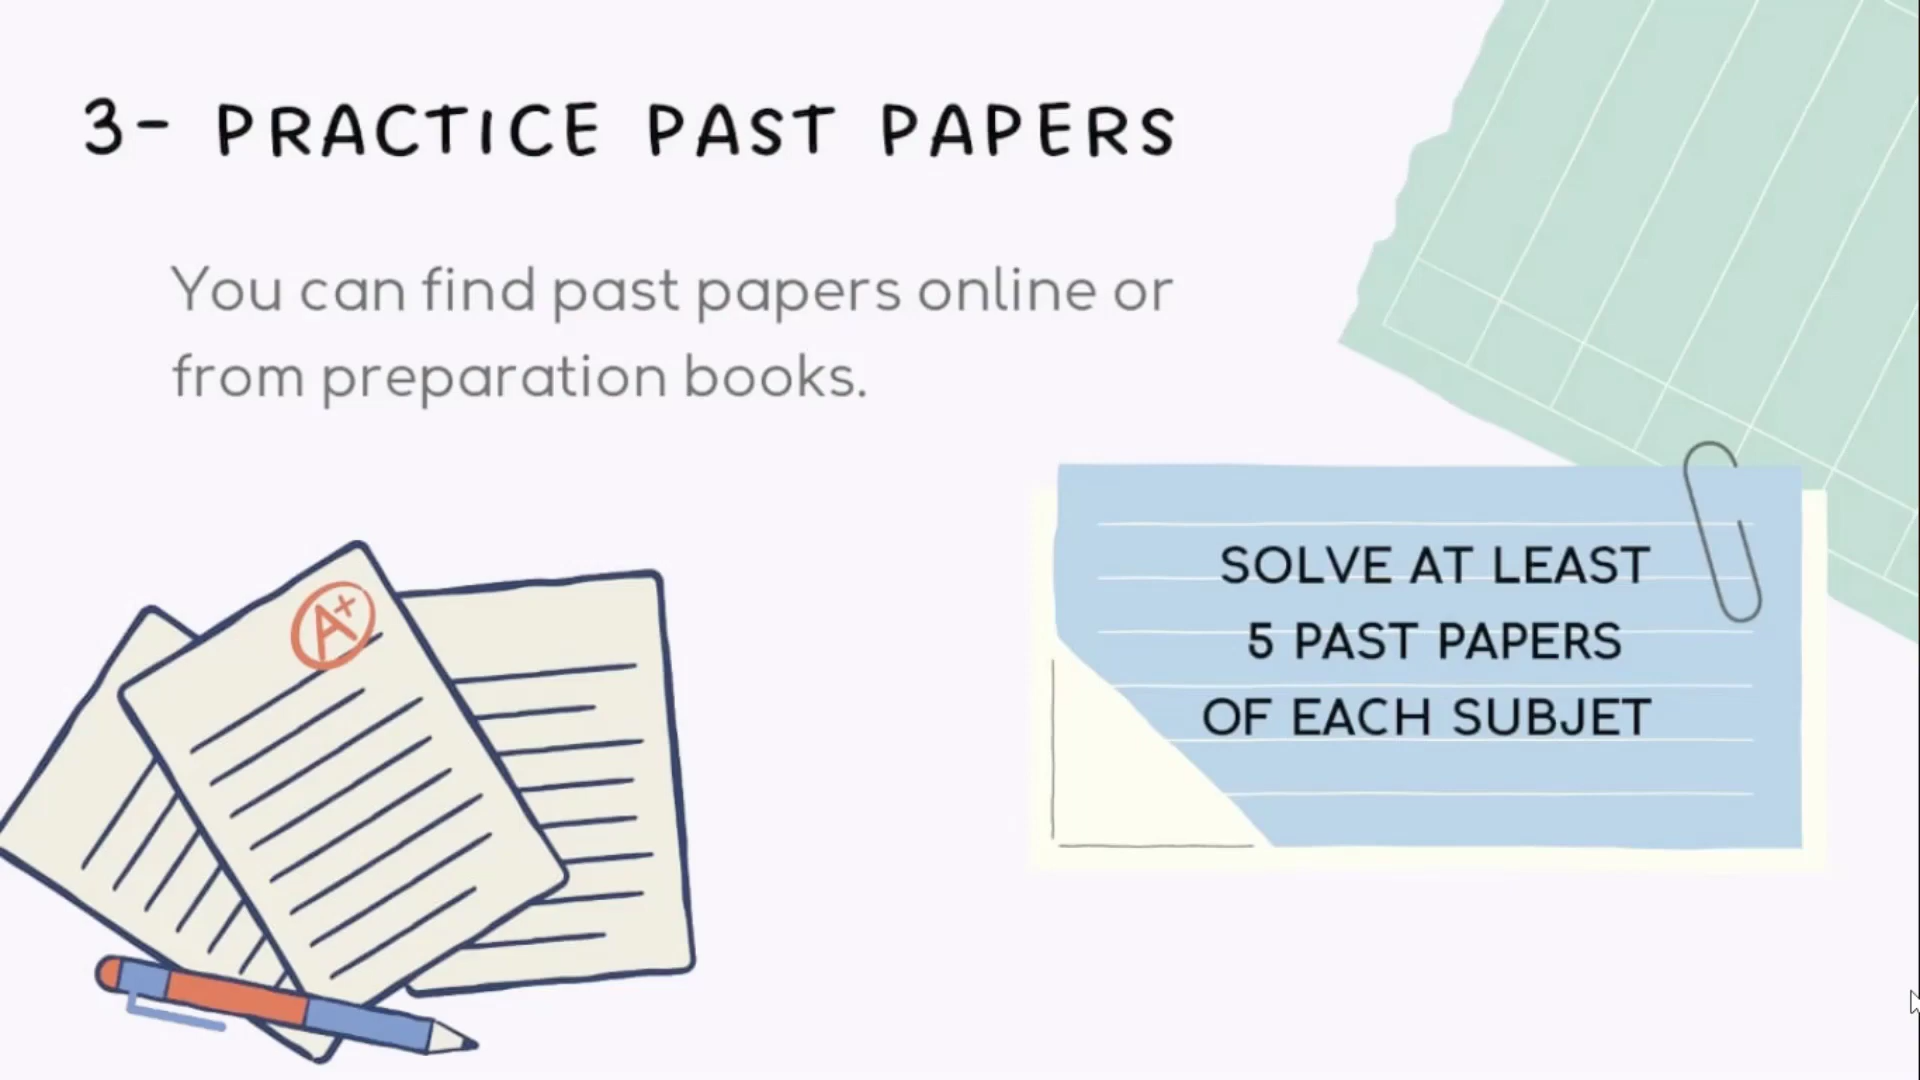 3- PRACTICE PAST PAPERS
You can find past papers online or
from preparation books.
A+
SOLVE AT LEAST
5 PAST PAPERS
OF EACH SUBJET